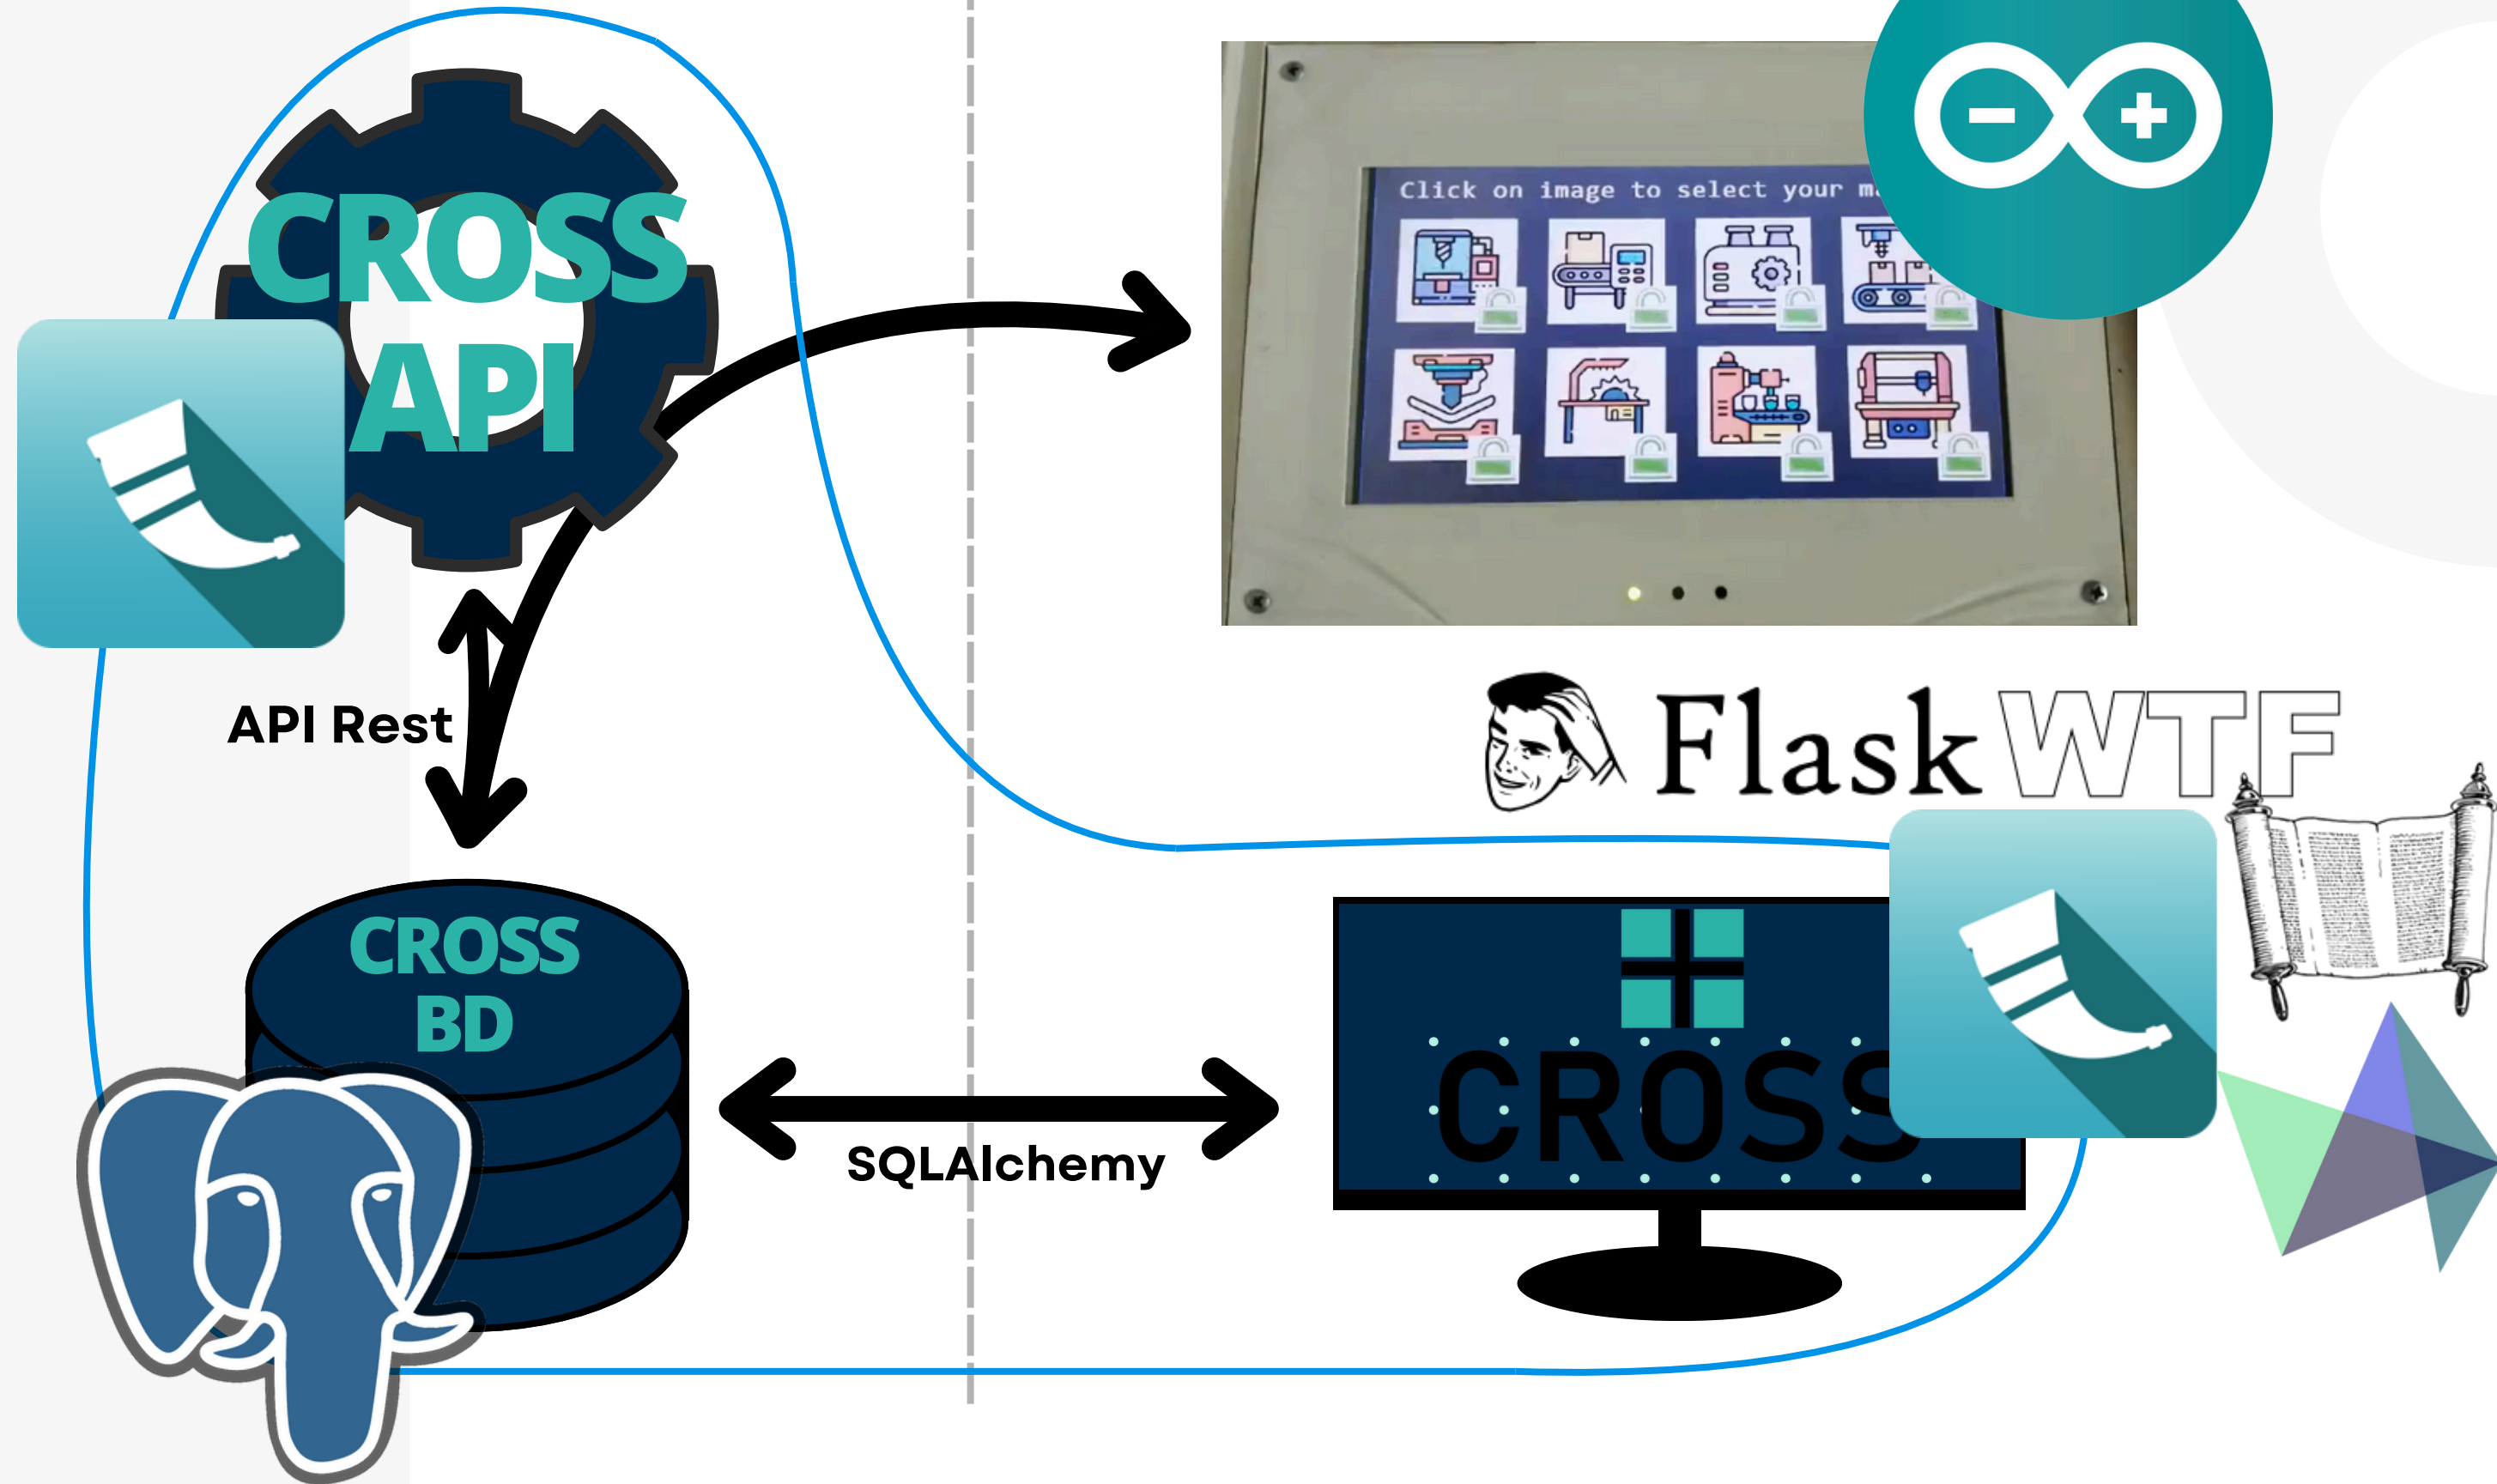 CROSS
API
Click on image to select your
API Rest
Flask WTF
CROSS
BD
CROSS
SQLAlchemy